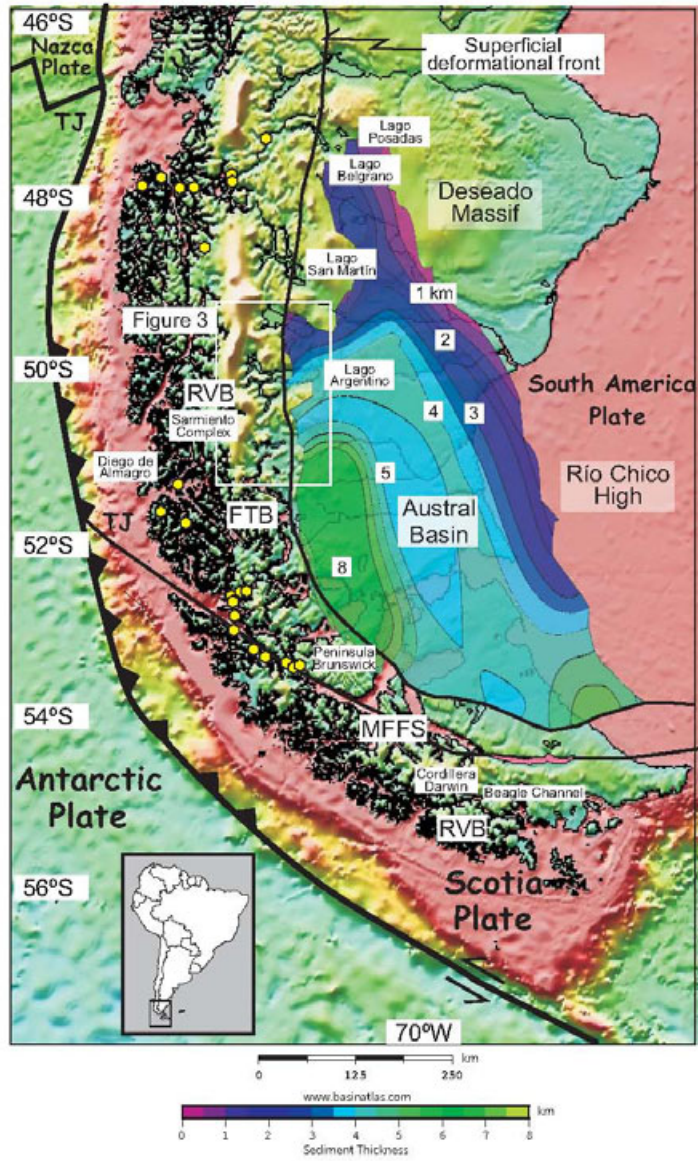 46ºS
Nazca
Plate
TJ
Superficial
deformational front
Lago
Posadas
Lago
Belgrano
48ºS
Deseado
Massif
Lago
San Martín
1 km
Figure 3
2
50ºS
Lago
Argentino
South America
Plate
RVB
4
3
Sarmiento
Complex
Diego de
Almagro
5
Río Chico
High
TJ
FTB
Austral
Basin
52ºS
8
Peninsula
Brunswick
54ºS
MFFS
Antarctic
Plate
Cordillera
Darwin
Beagle Channel
RVB
56ºS
Scotia
Plate
70ºW
km
0 125 250
www.basinatlas.com
km
0 1 2 3 4 5 6 7 8
Sediment Thickness